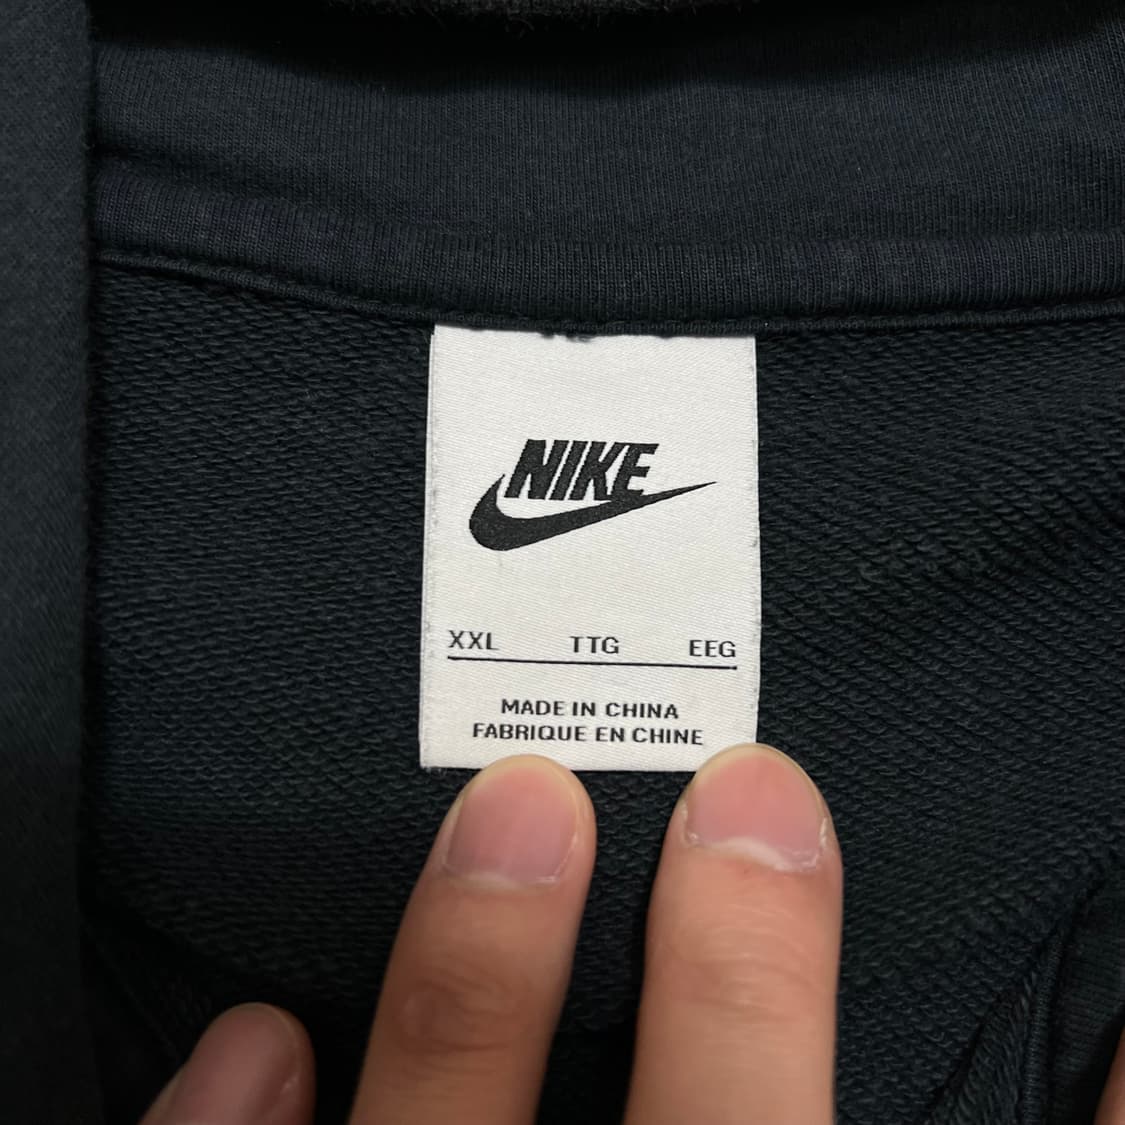 NIKE
XXL TTG EEG
MADE IN CHINA
FABRIQUE EN CHINE